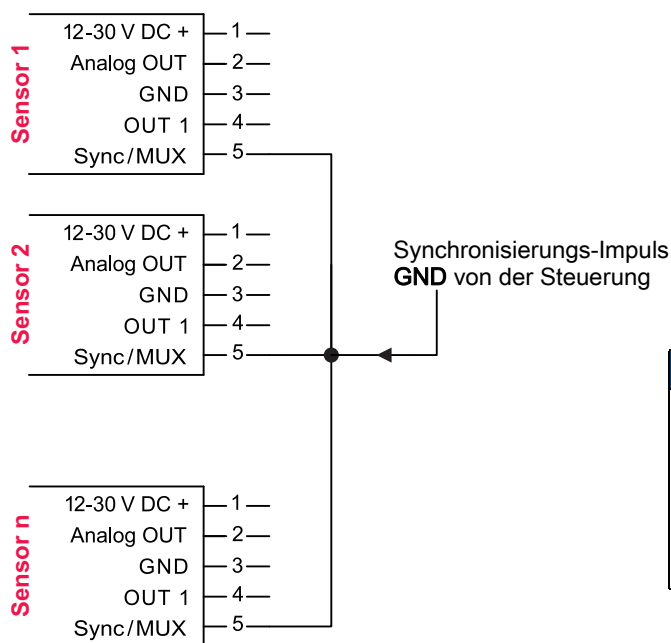 Sensor 1
12-30 V DC + 1
Analog OUT 2
GND 3
OUT 1 4
Sync/MUX 5
Sensor 2
12-30 V DC + 1
Analog OUT 2
GND 3
OUT 1 4
Sync/MUX 5
Synchronisierungs-Impuls
GND von der Steuerung
Sensor n
12-30 V DC + 1
Analog OUT 2
GND 3
OUT 1 4
Sync/MUX 5